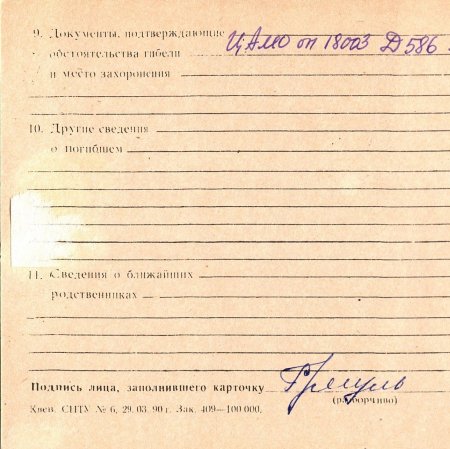 9. Документы, подтверждающие ЦАМО оп 18003 Д 586
обстоятельства гибели
и место захоронения
10. Другие сведения
о погибшем
11. Сведения о ближайших
родственниках
Подпись лица, заполнившего карточку
(разборчиво)
Киев. СПТУ № 6, 29. 03. 90 г. Зак. 409—100 000.